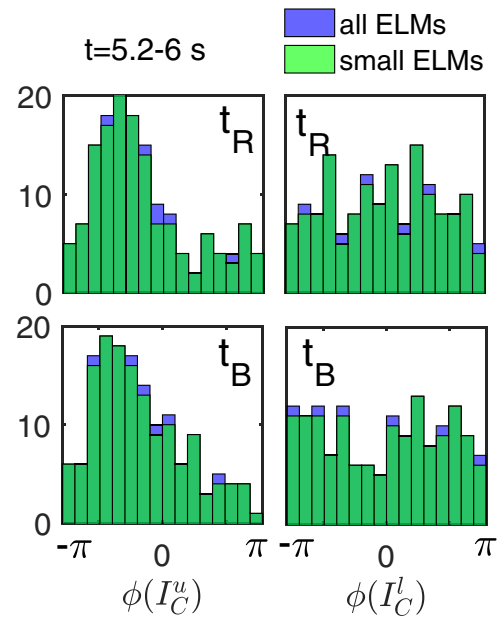 all ELMs
t=5.2-6 s
small ELMs
20
10
0
t_R
t_R
20
10
0
t_B
t_B
-π 0 π
-π 0 π
ϕ(I_C^u)
ϕ(I_C^l)